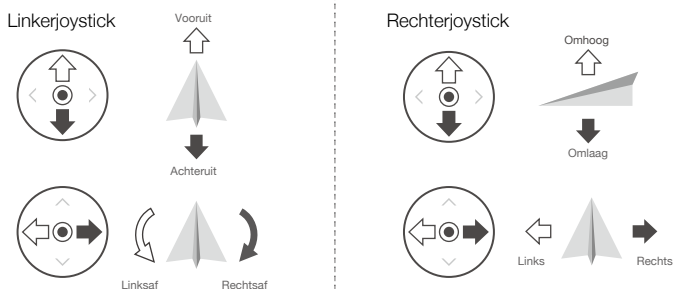 Linkerjoystick
Vooruit
Achteruit
Linksaf
Rechtsaf
Rechterjoystick
Omhoog
Omlaag
Links
Rechts